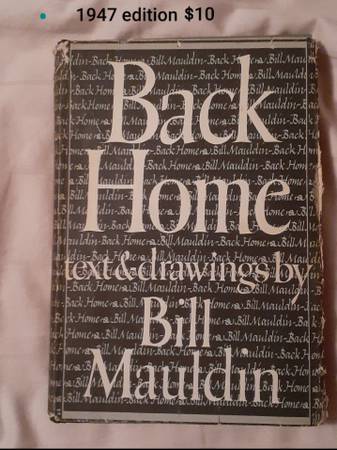 1947 edition $10
Back
Home
text & drawings by
Bill
Mauldin